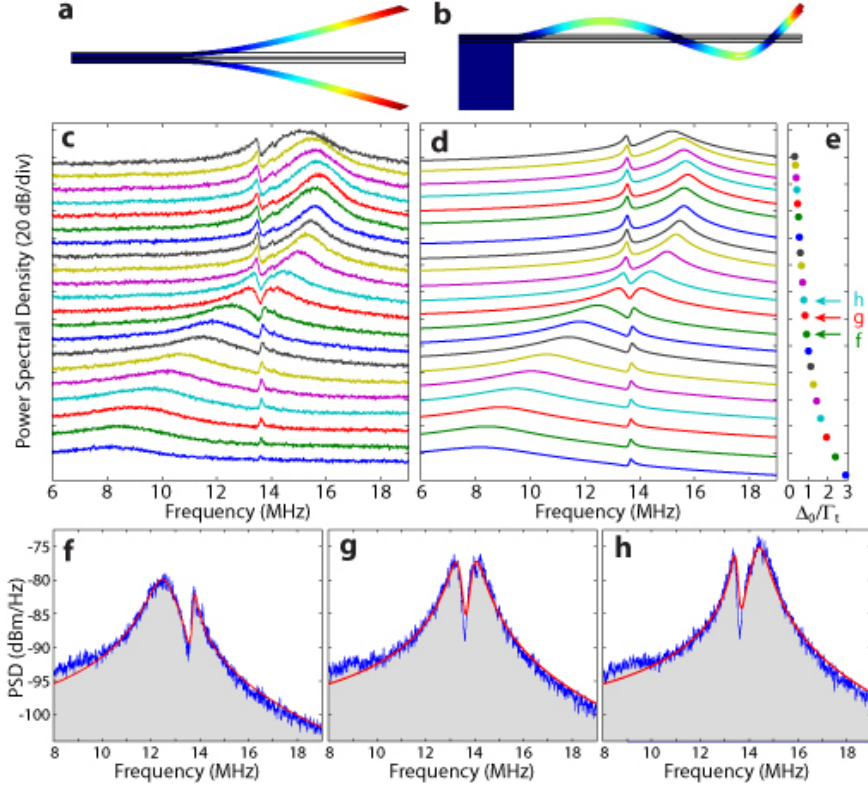 a
b
c
d
e
Power Spectral Density (20 dB/div)
h
g
f
6 8 10 12 14 16 18
6 8 10 12 14 16 18
0 1 2 3
Frequency (MHz)
Frequency (MHz)
Δ₀/Γₜ
f
g
h
PSD (dBm/Hz)
-75
-80
-85
-90
-95
-100
8 10 12 14 16 18
8 10 12 14 16 18
8 10 12 14 16 18
Frequency (MHz)
Frequency (MHz)
Frequency (MHz)